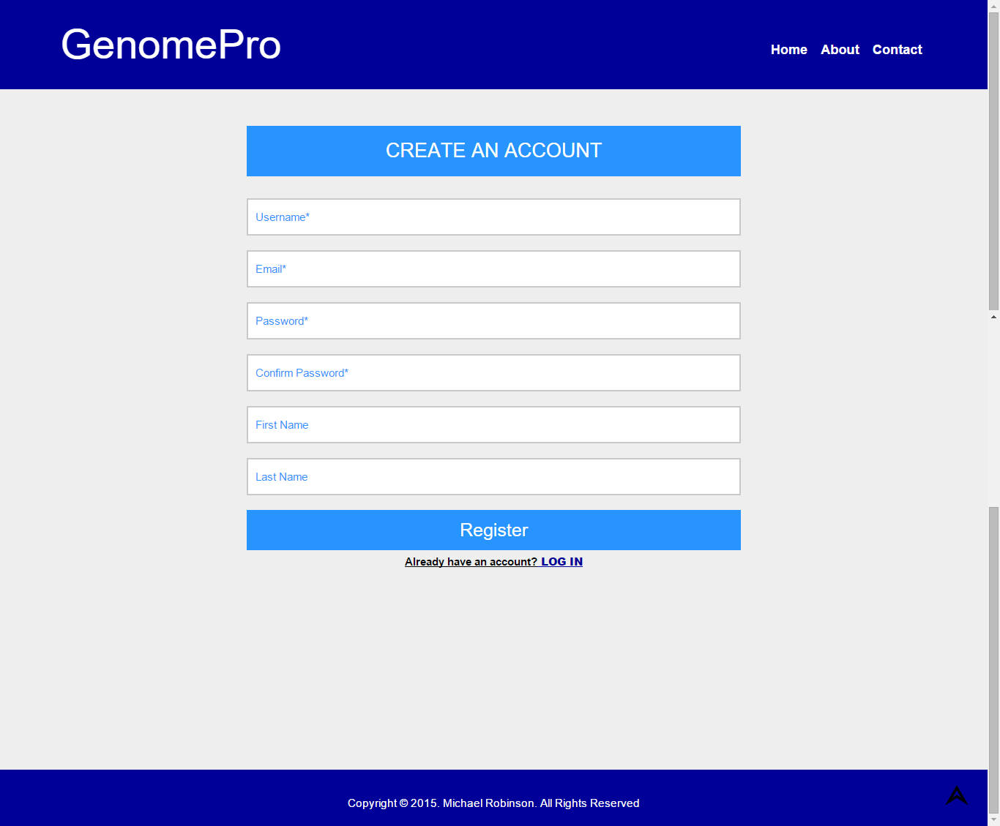 GenomePro
Home About Contact
CREATE AN ACCOUNT
Username*
Email*
Password*
Confirm Password*
First Name
Last Name
Register
Already have an account? LOG IN
Copyright © 2015. Michael Robinson. All Rights Reserved